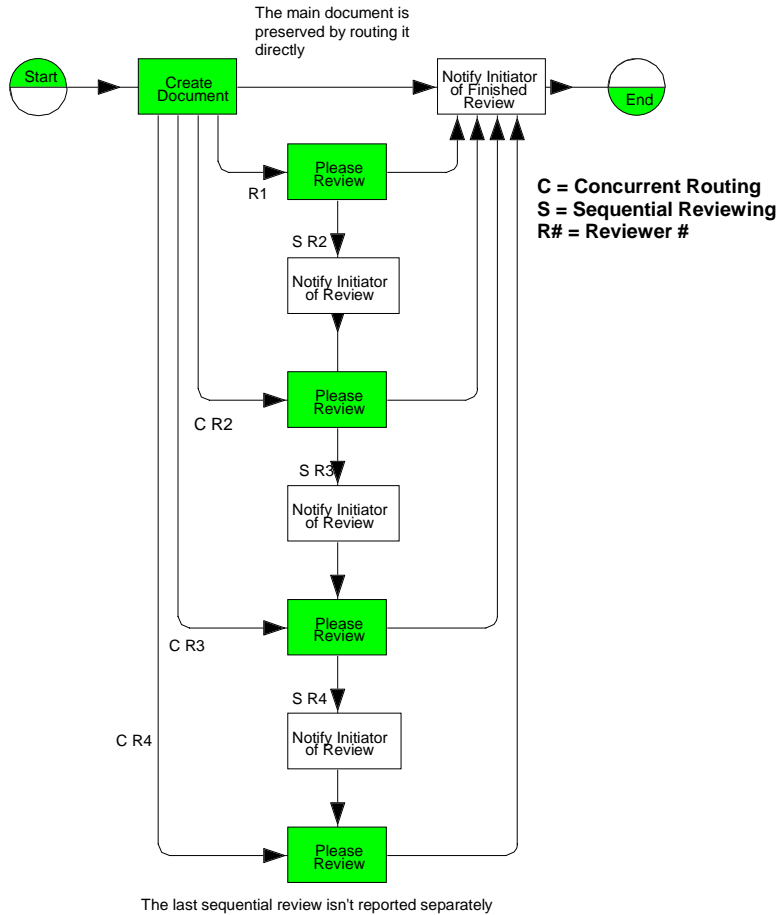 The main document is
preserved by routing it
directly
Start
Create
Document
Notify Initiator
of Finished
Review
End
Please
Review
R1
C = Concurrent Routing
S = Sequential Reviewing
R# = Reviewer #
S R2
Notify Initiator
of Review
Please
Review
C R2
S R3
Notify Initiator
of Review
Please
Review
C R3
S R4
Notify Initiator
of Review
C R4
Please
Review
The last sequential review isn't reported separately